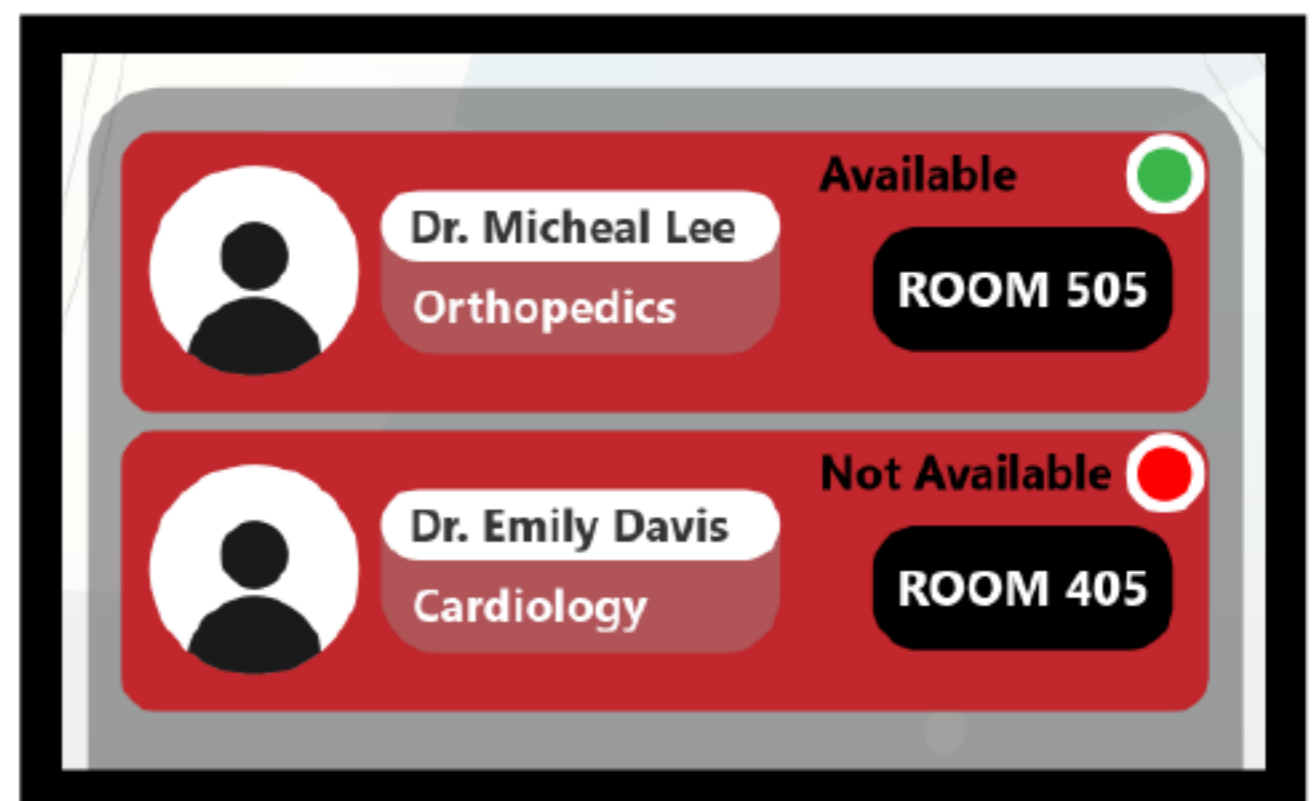 Available
Dr. Micheal Lee
ROOM 505
Orthopedics
Not Available
Dr. Emily Davis
ROOM 405
Cardiology